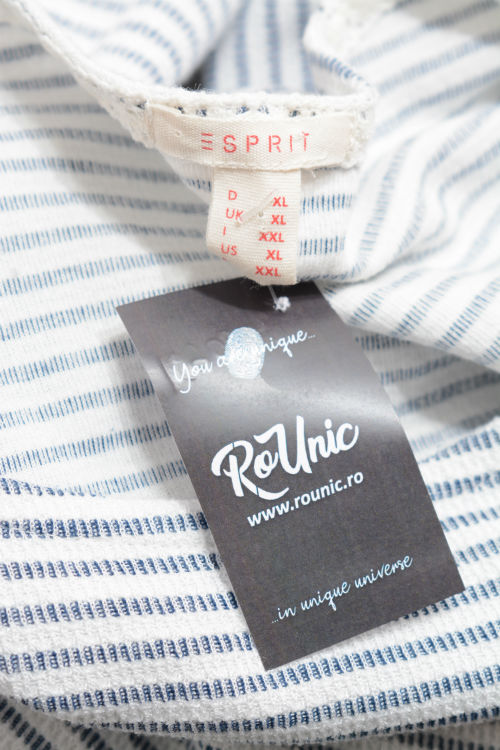 ESPRIT
D XL
UK XL
I XXL
US XL
XXL
You are unique...
RoUnic
www.rounic.ro
...in unique universe